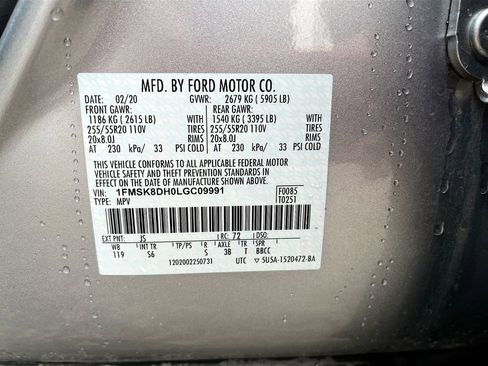 MFD. BY FORD MOTOR CO.
DATE: 02/20 GVWR: 2679 KG ( 5905 LB)
FRONT GAWR: REAR GAWR:
1186 KG ( 2615 LB) WITH 1540 KG ( 3395 LB) WITH
255/55R20 110V TIRES 255/55R20 110V TIRES
20x8.0J RIMS 20x8.0J RIMS
AT 230 kPa/ 33 PSI COLD AT 230 kPa/ 33 PSI COLD
THIS VEHICLE CONFORMS TO ALL APPLICABLE FEDERAL MOTOR
VEHICLE SAFETY AND THEFT PREVENTION STANDARDS IN EFFECT ON THE DATE OF
MANUFACTURE SHOWN ABOVE.
VIN: 1FMSK8DH0LGC09991 F0085
TYPE: MPV T0251
EXT PNT: JS RC: 72 DSO:
WB INT TR TP/PS R AXLE TR SPR
119 S6 S 3B T BBCC
1202002250731 UTC 5U5A-1520472-BA